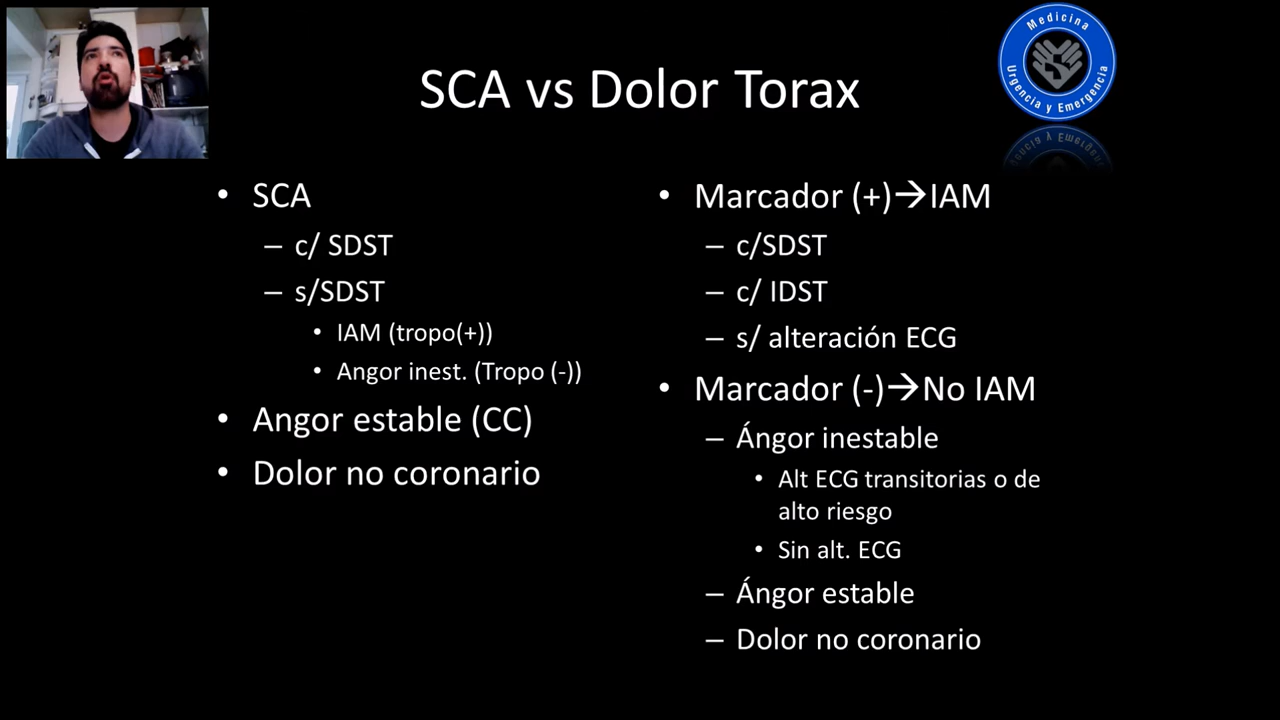 Medicina
Urgencia y Emergencia
SCA vs Dolor Torax
• SCA
– c/ SDST
– s/SDST
• IAM (tropo(+))
• Angor inest. (Tropo (-))
• Angor estable (CC)
• Dolor no coronario
• Marcador (+)→IAM
– c/SDST
– c/ IDST
– s/ alteración ECG
• Marcador (-)→No IAM
– Ángor inestable
• Alt ECG transitorias o de
alto riesgo
• Sin alt. ECG
– Ángor estable
– Dolor no coronario